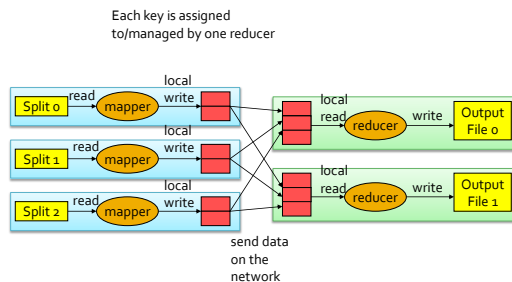 Each key is assigned
to/managed by one reducer
Split 0
read
mapper
local
write
Split 1
read
mapper
local
write
Split 2
read
mapper
local
write
local
read
reducer
write
Output
File 0
local
read
reducer
write
Output
File 1
send data
on the
network